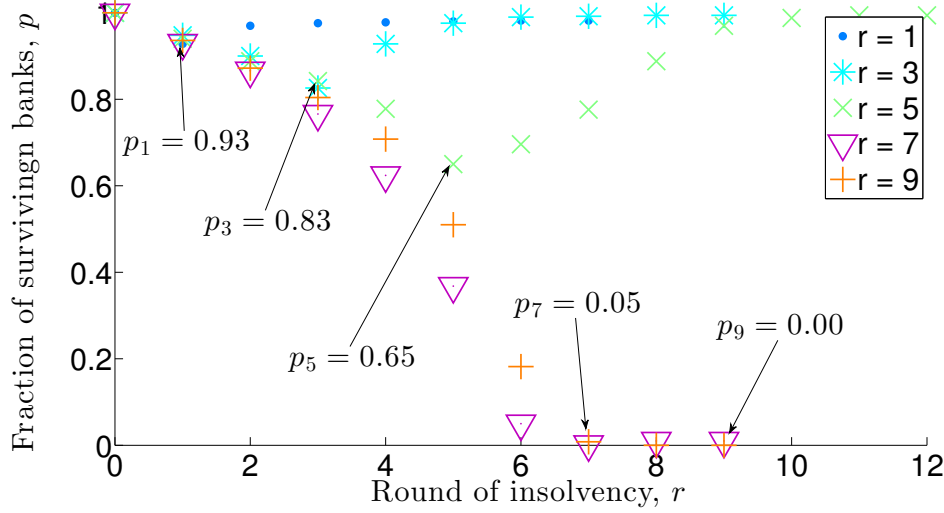 Fraction of survivingn banks, p
1
0.8
0.6
0.4
0.2
0
0 2 4 6 8 10 12
Round of insolvency, r
p1 = 0.93
p3 = 0.83
p5 = 0.65
p7 = 0.05
p9 = 0.00
r = 1
r = 3
r = 5
r = 7
r = 9